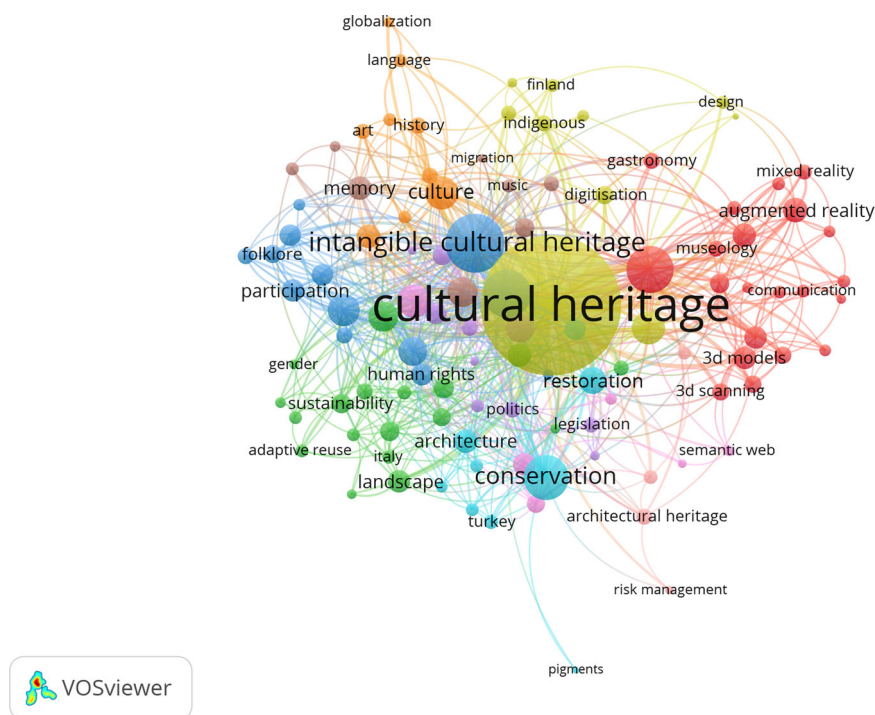 globalization
language
finland
design
art
history
indigenous
migration
gastronomy
mixed reality
memory
culture
music
digitisation
augmented reality
intangible cultural heritage
museology
folklore
participation
cultural heritage
communication
gender
human rights
restoration
3d models
3d scanning
sustainability
politics
legislation
adaptive reuse
italy
architecture
semantic web
landscape
conservation
turkey
architectural heritage
risk management
pigments
VOSviewer